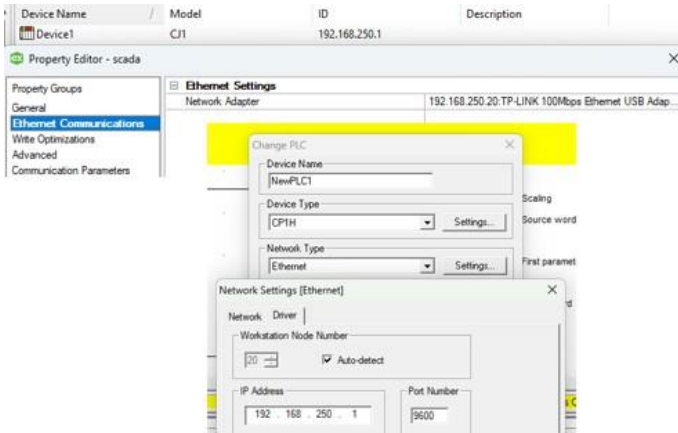 Device Name / Model ID Description
Device1 CJ1 192.168.250.1
Property Editor - scada
Property Groups
General
Ethernet Communications
Write Optimizations
Advanced
Communication Parameters
Ethernet Settings
Network Adapter 192.168.250.20:TP-LINK 100Mbps Ethernet USB Adap...
Change PLC
Device Name
NewPLC1
Device Type
CP1H Settings...
Network Type
Ethernet Settings...
Scaling
Source word
First paramet
Network Settings [Ethernet]
Network Driver
Workstation Node Number
20 Auto-detect
IP Address
192 . 168 . 250 . 1
Port Number
9600